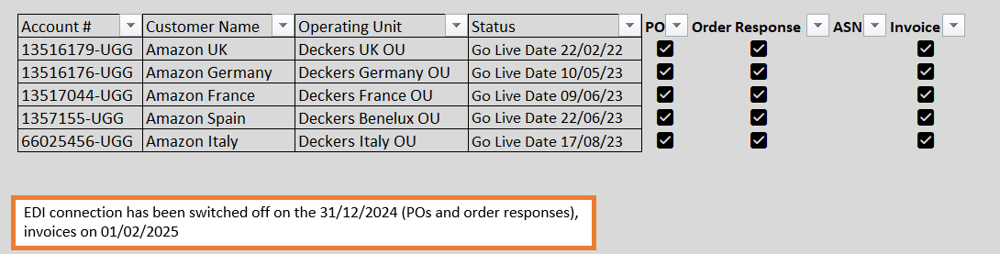 Account # Customer Name Operating Unit Status PO Order Response ASN Invoice
13516179-UGG Amazon UK Deckers UK OU Go Live Date 22/02/22
13516176-UGG Amazon Germany Deckers Germany OU Go Live Date 10/05/23
13517044-UGG Amazon France Deckers France OU Go Live Date 09/06/23
1357155-UGG Amazon Spain Deckers Benelux OU Go Live Date 22/06/23
66025456-UGG Amazon Italy Deckers Italy OU Go Live Date 17/08/23
EDI connection has been switched off on the 31/12/2024 (POs and order responses),
invoices on 01/02/2025